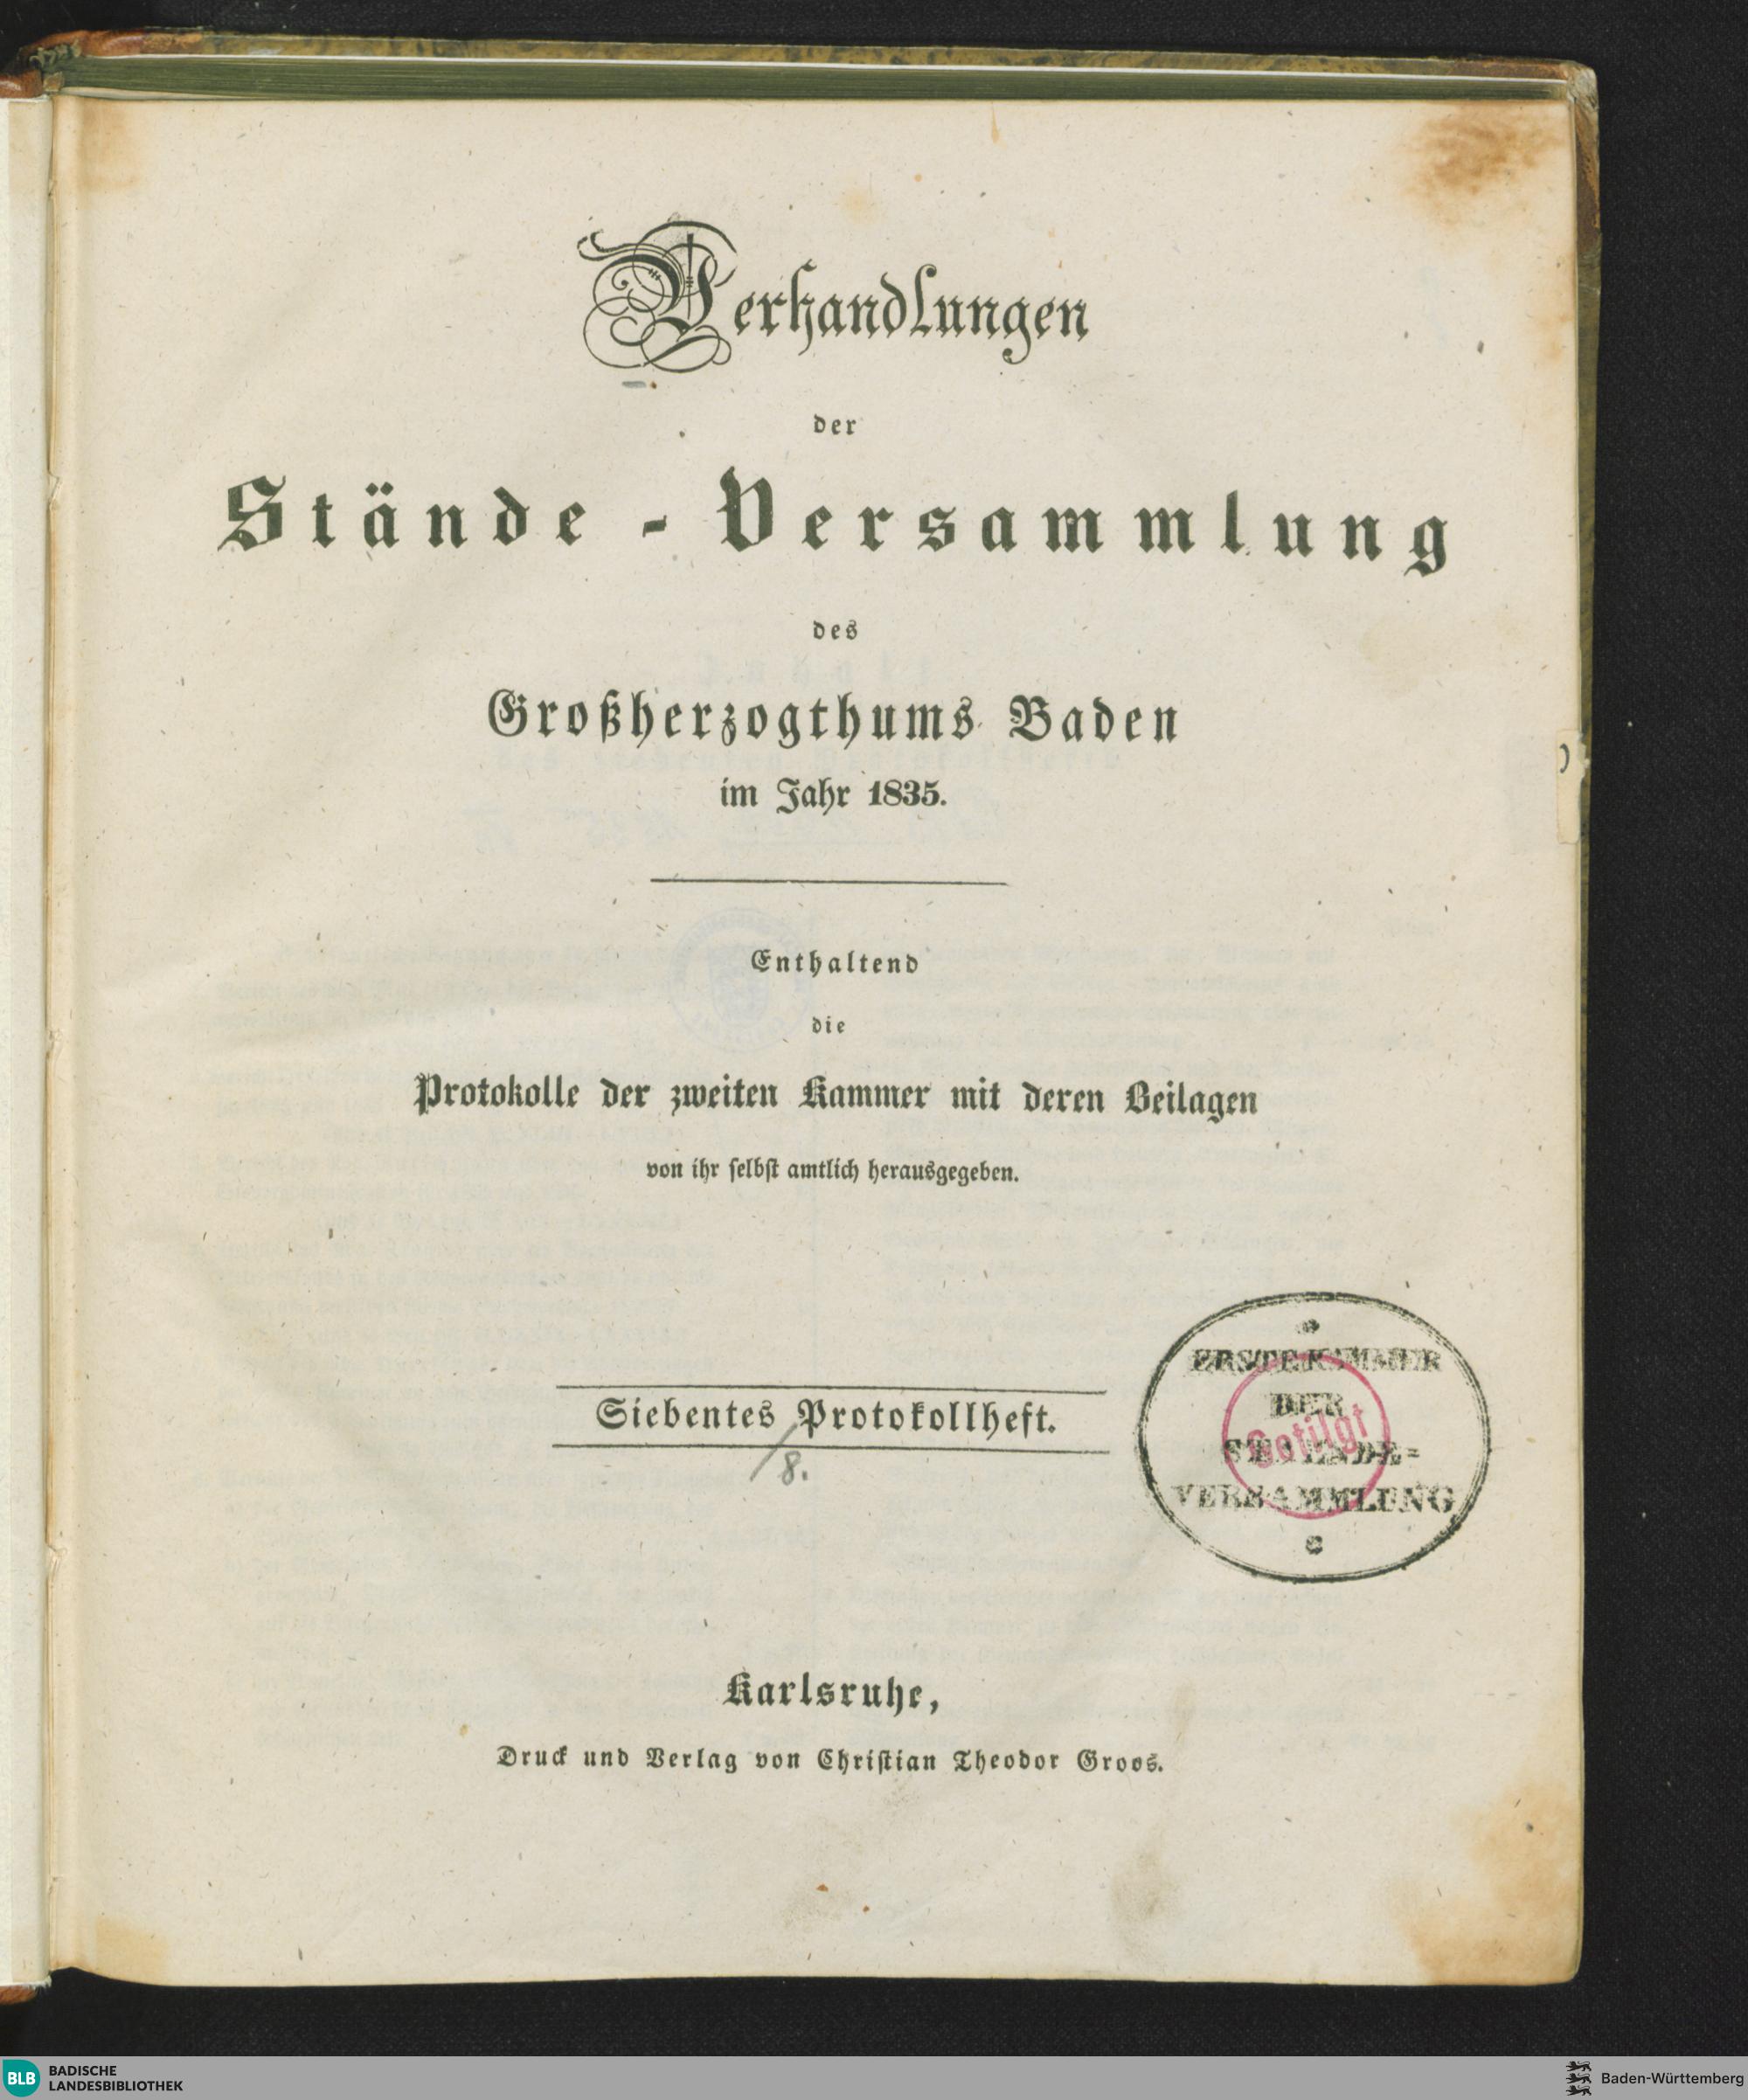 Verhandlungen
der
Stände-Versammlung
des
Großherzogthums Baden
im Jahr 1835.
Enthaltend
die
Protokolle der zweiten Kammer mit deren Beilagen
von ihr selbst amtlich herausgegeben.
Siebentes Protokollheft.
/8.
ERSTE KAMMER
DER
STÆNDE=
VERSAMMLUNG
Getilgt
Karlsruhe,
Druck und Verlag von Christian Theodor Groos.
BLB BADISCHE
LANDESBIBLIOTHEK
Baden-Württemberg